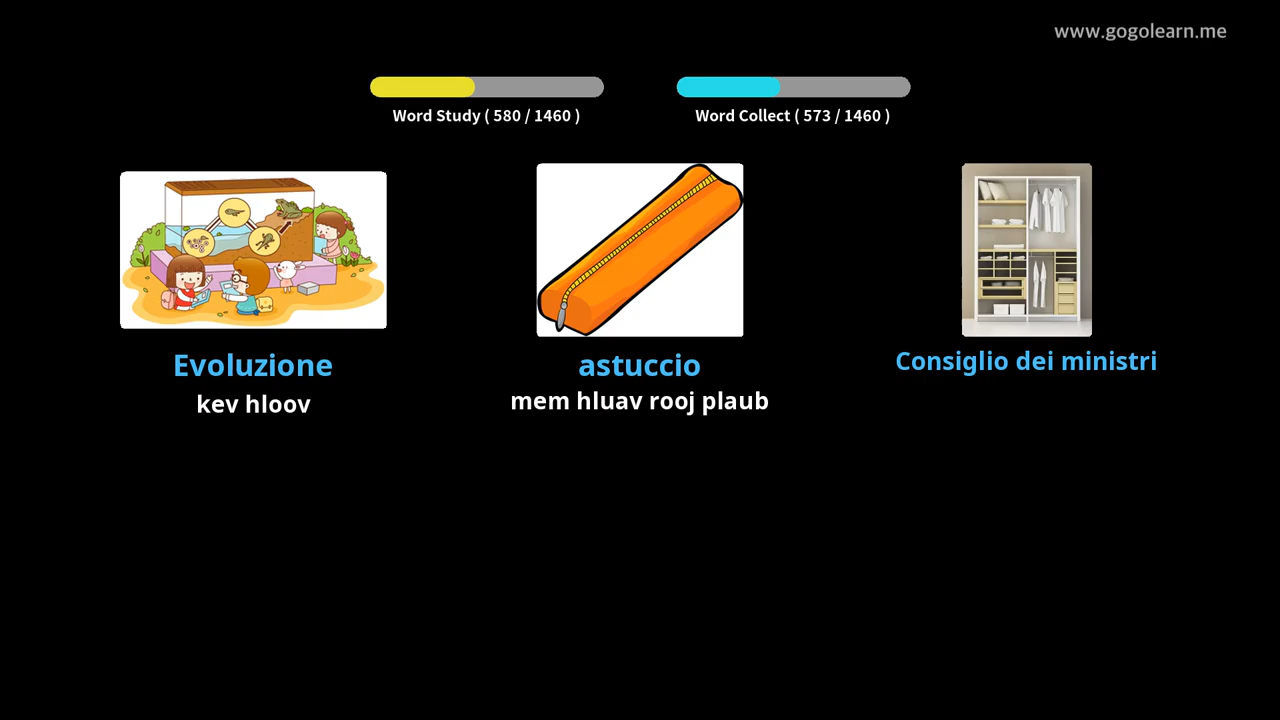 www.gogolearn.me
Word Study ( 580 / 1460 )
Word Collect ( 573 / 1460 )
Evoluzione
kev hloov
astuccio
mem hluav rooj plaub
Consiglio dei ministri